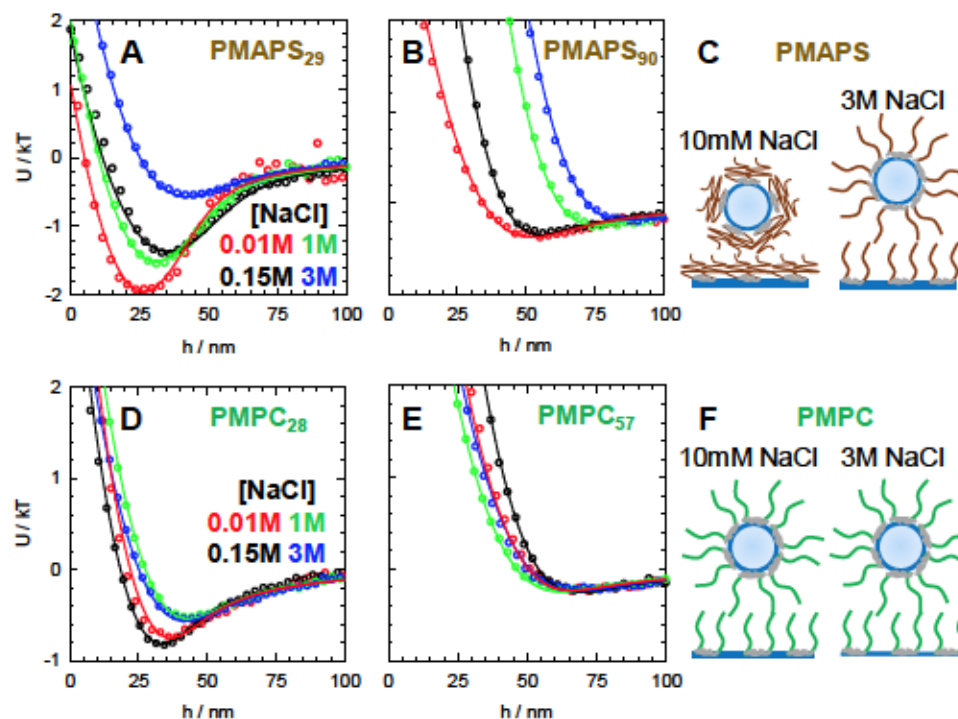 A PMAPS29
U / kT
2
1
0
-1
-2
[NaCl]
0.01M 1M
0.15M 3M
0 25 50 75 100
h / nm
B PMAPS90
0 25 50 75 100
h / nm
C PMAPS
3M NaCl
10mM NaCl
D PMPC28
U / kT
2
1
0
-1
[NaCl]
0.01M 1M
0.15M 3M
0 25 50 75 100
h / nm
E PMPC57
0 25 50 75 100
h / nm
F PMPC
10mM NaCl 3M NaCl